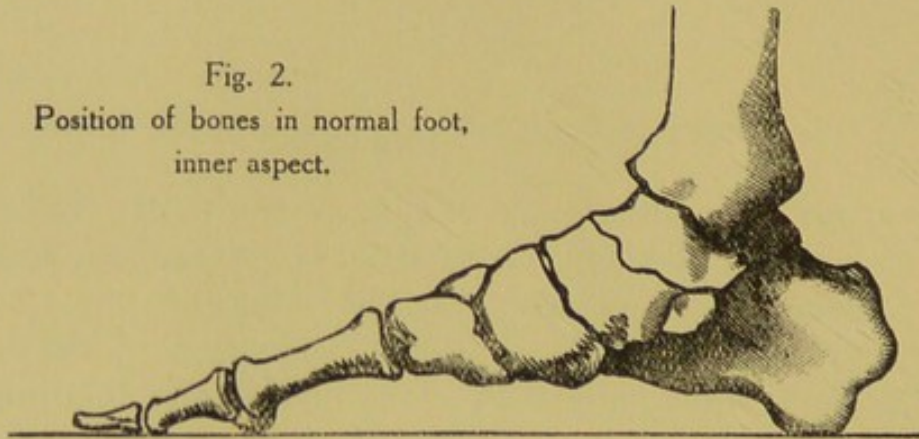 Fig. 2.
Position of bones in normal foot,
inner aspect.